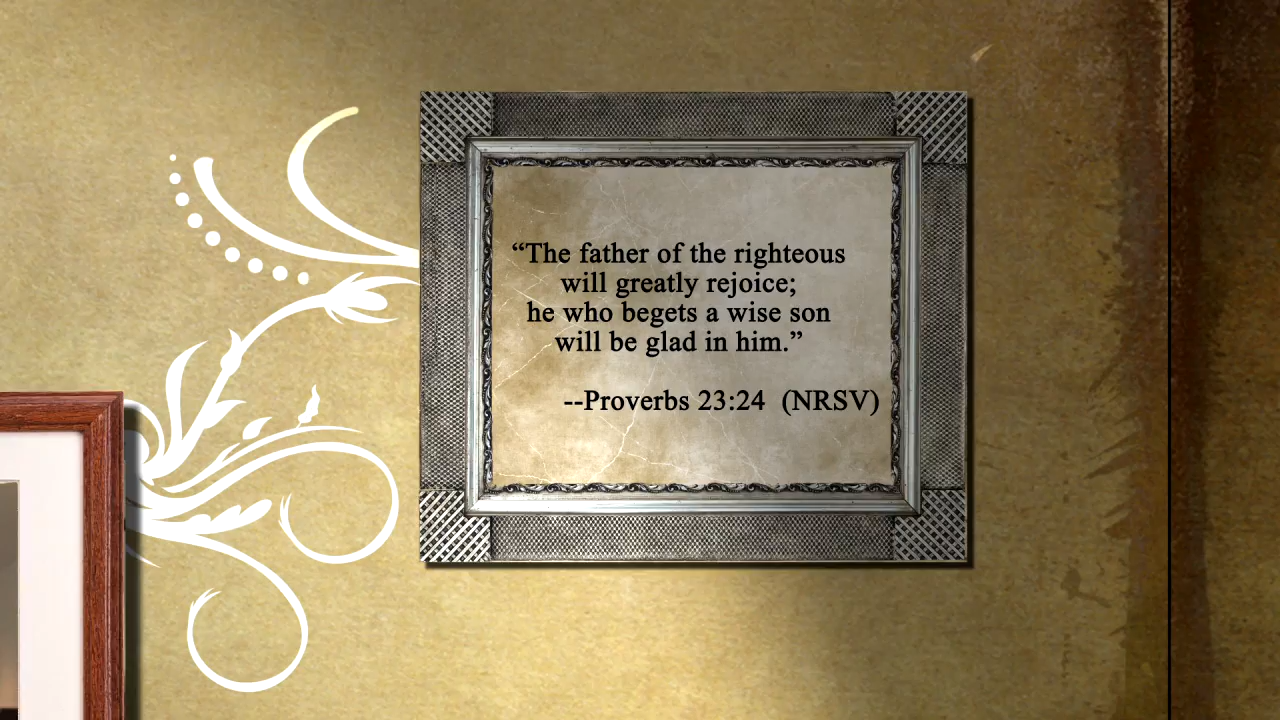 “The father of the righteous
will greatly rejoice;
he who begets a wise son
will be glad in him.”
--Proverbs 23:24  (NRSV)